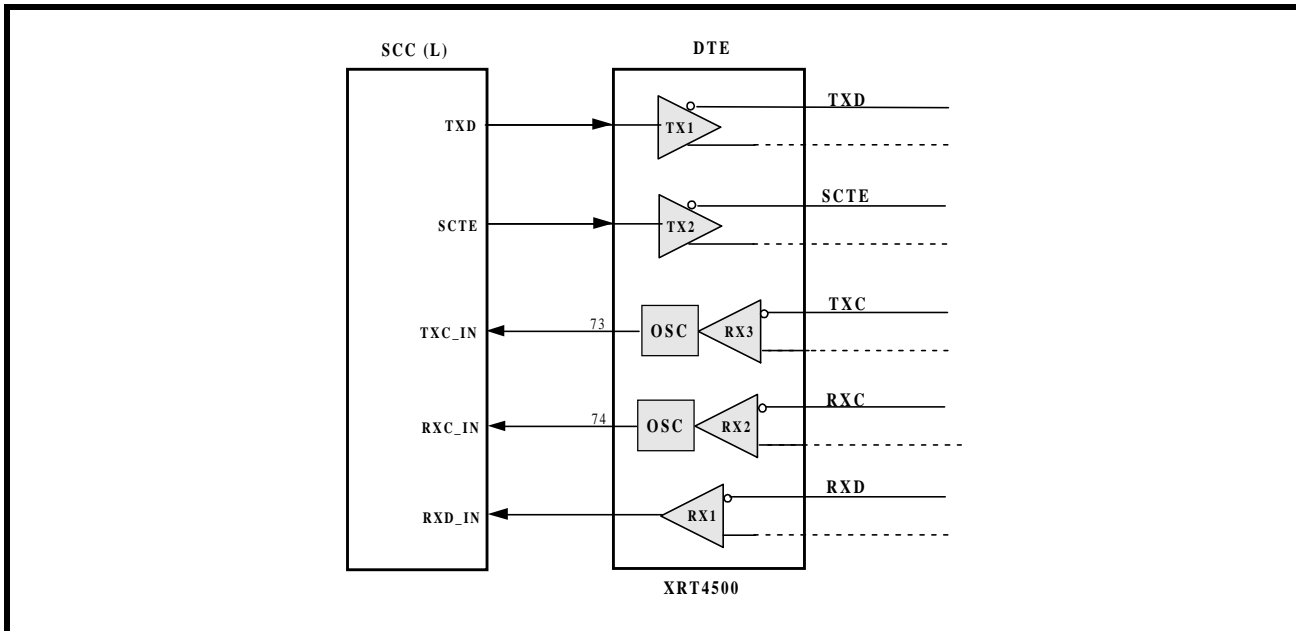 SCC (L)
DTE
TXD
TX1
TXD
SCTE
TX2
SCTE
TXC_IN
73
OSC
RX3
TXC
RXC_IN
74
OSC
RX2
RXC
RXD_IN
RX1
RXD
XRT4500